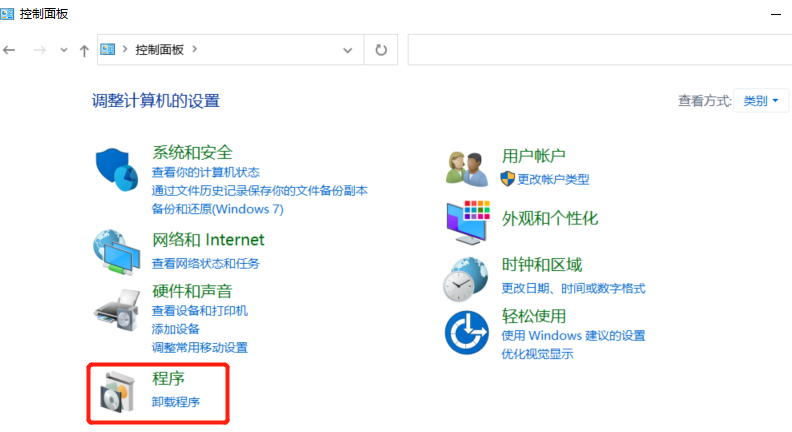 控制面板
控制面板
调整计算机的设置
查看方式: 类别
系统和安全
查看你的计算机状态
通过文件历史记录保存你的文件备份副本
备份和还原(Windows 7)
网络和 Internet
查看网络状态和任务
硬件和声音
查看设备和打印机
添加设备
调整常用移动设置
程序
卸载程序
用户帐户
更改帐户类型
外观和个性化
时钟和区域
更改日期、时间或数字格式
轻松使用
使用 Windows 建议的设置
优化视觉显示